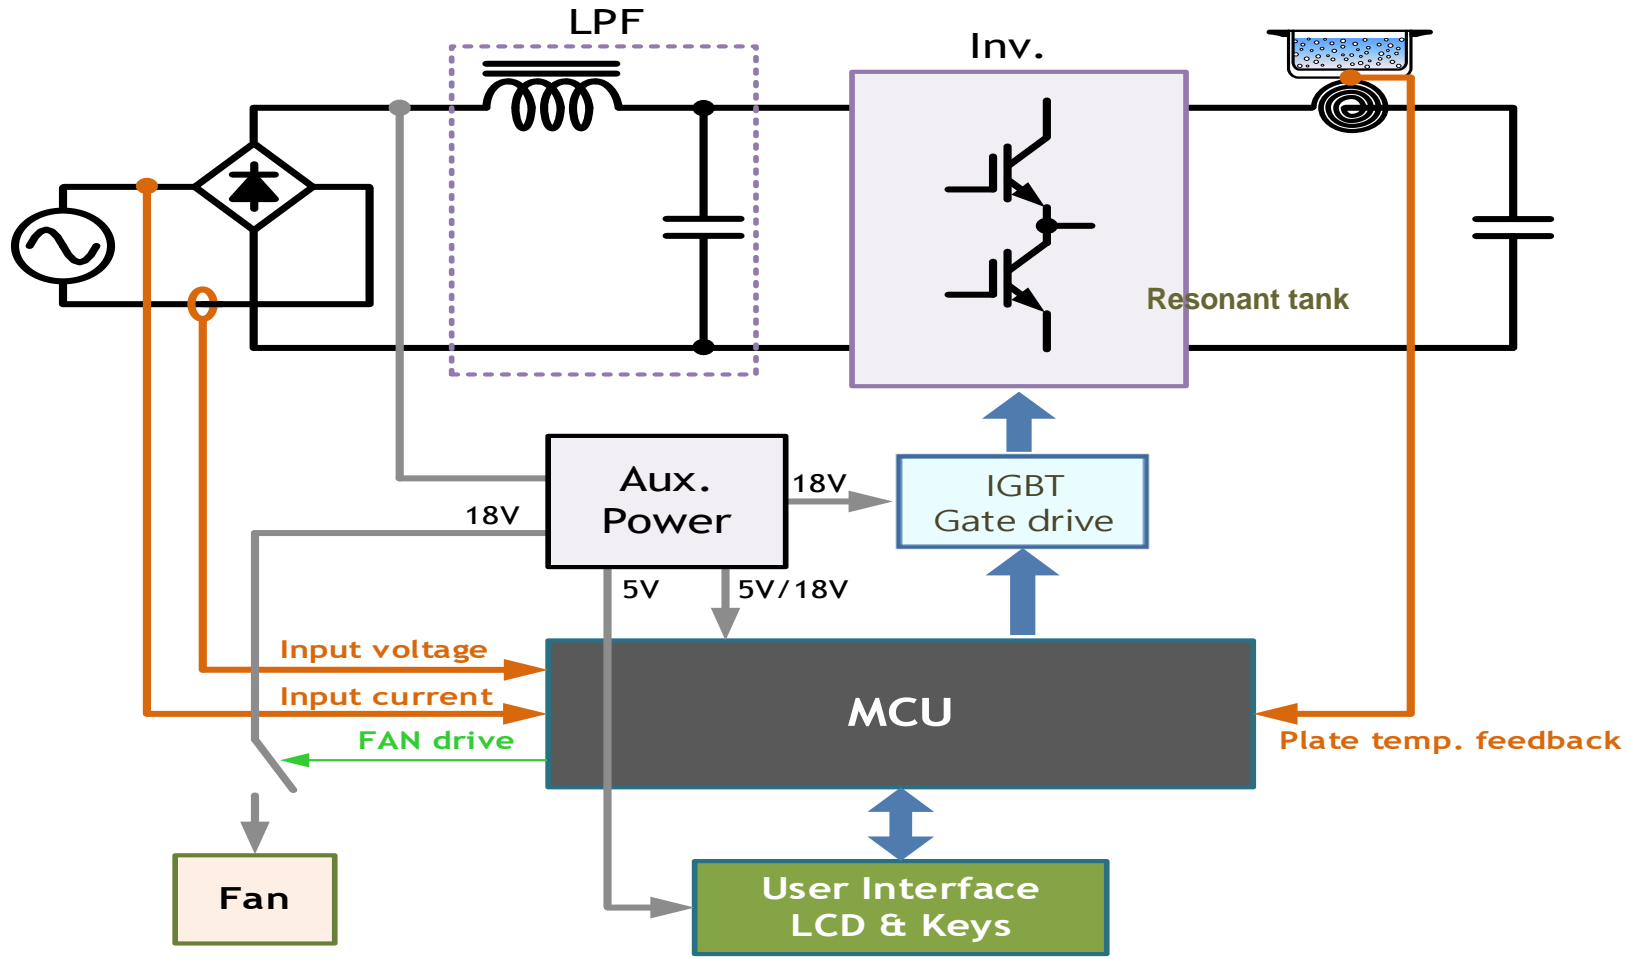 LPF
Inv.
Resonant tank
Aux.
Power
18V
IGBT
Gate drive
18V
5V
5V/18V
Input voltage
Input current
FAN drive
MCU
Plate temp. feedback
Fan
User Interface
LCD & Keys